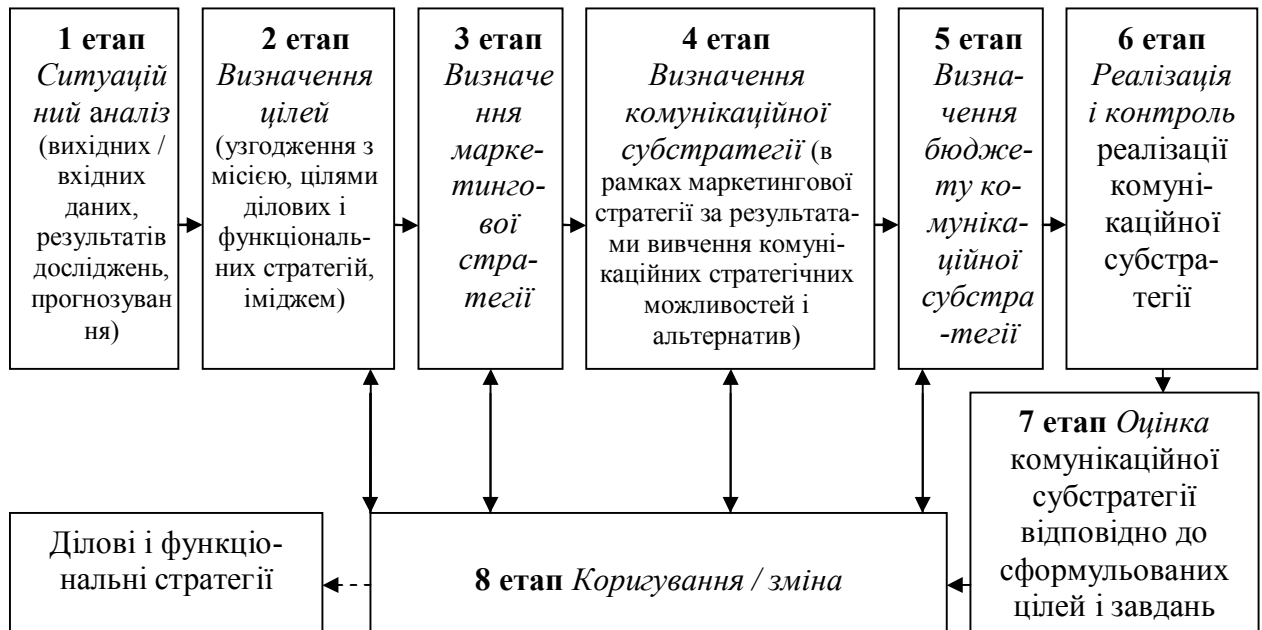 1 етап
Ситуацій
ний аналіз
(вихідних /
вхідних
даних,
результатів
досліджень,
прогнозуван
ня)
2 етап
Визначення
цілей
(узгодження з
місією, цілями
ділових і
функціональ-
них стратегій,
іміджем)
3 етап
Визначе
ння
марке-
тинго-
вої
стра-
тегії
4 етап
Визначення
комунікаційної
субстратегії (в
рамках маркетингової
стратегії за результата-
ми вивчення комуні-
каційних стратегічних
можливостей і
альтернатив)
5 етап
Визна-
чення
бюдже-
ту ко-
муніка-
ційної
субстра
-тегії
6 етап
Реалізація
і контроль
реалізації
комуні-
каційної
субстра-
тегії
7 етап Оцінка
комунікаційної
субстратегії
відповідно до
сформульованих
цілей і завдань
Ділові і функціо-
нальні стратегії
8 етап Коригування / зміна